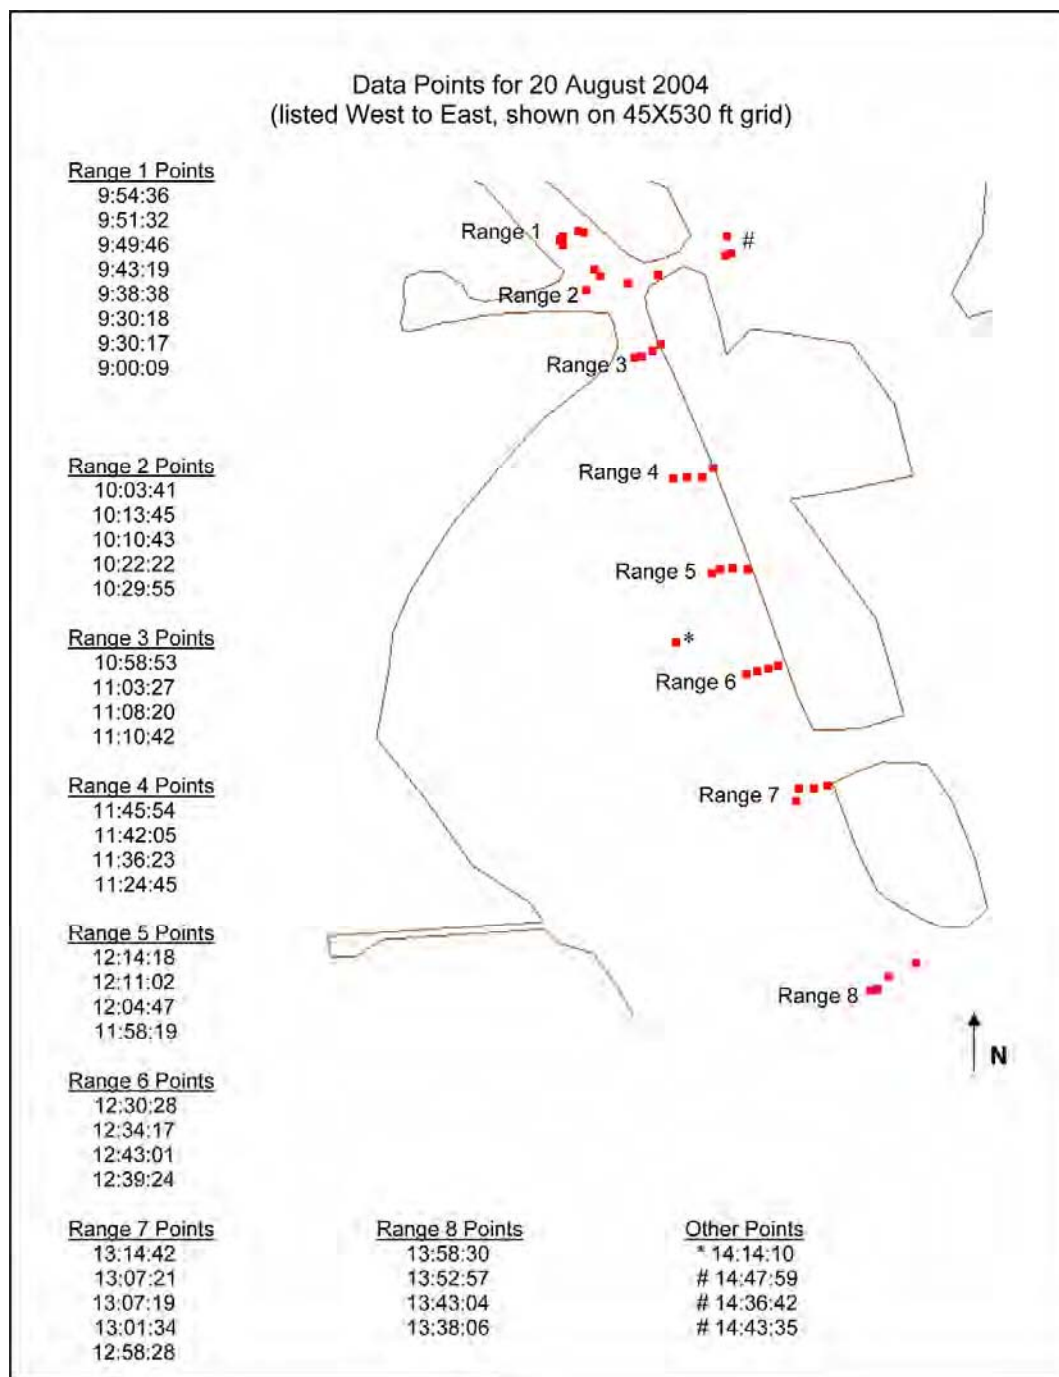 Data Points for 20 August 2004
(listed West to East, shown on 45X530 ft grid)
Range 1 Points
9:54:36
9:51:32
9:49:46
9:43:19
9:38:38
9:30:18
9:30:17
9:00:09
Range 2 Points
10:03:41
10:13:45
10:10:43
10:22:22
10:29:55
Range 3 Points
10:58:53
11:03:27
11:08:20
11:10:42
Range 4 Points
11:45:54
11:42:05
11:36:23
11:24:45
Range 5 Points
12:14:18
12:11:02
12:04:47
11:58:19
Range 6 Points
12:30:28
12:34:17
12:43:01
12:39:24
Range 7 Points
13:14:42
13:07:21
13:07:19
13:01:34
12:58:28
Range 8 Points
13:58:30
13:52:57
13:43:04
13:38:06
Other Points
* 14:14:10
# 14:47:59
# 14:36:42
# 14:43:35
Range 1
#
Range 2
Range 3
Range 4
Range 5
*
Range 6
Range 7
Range 8
N